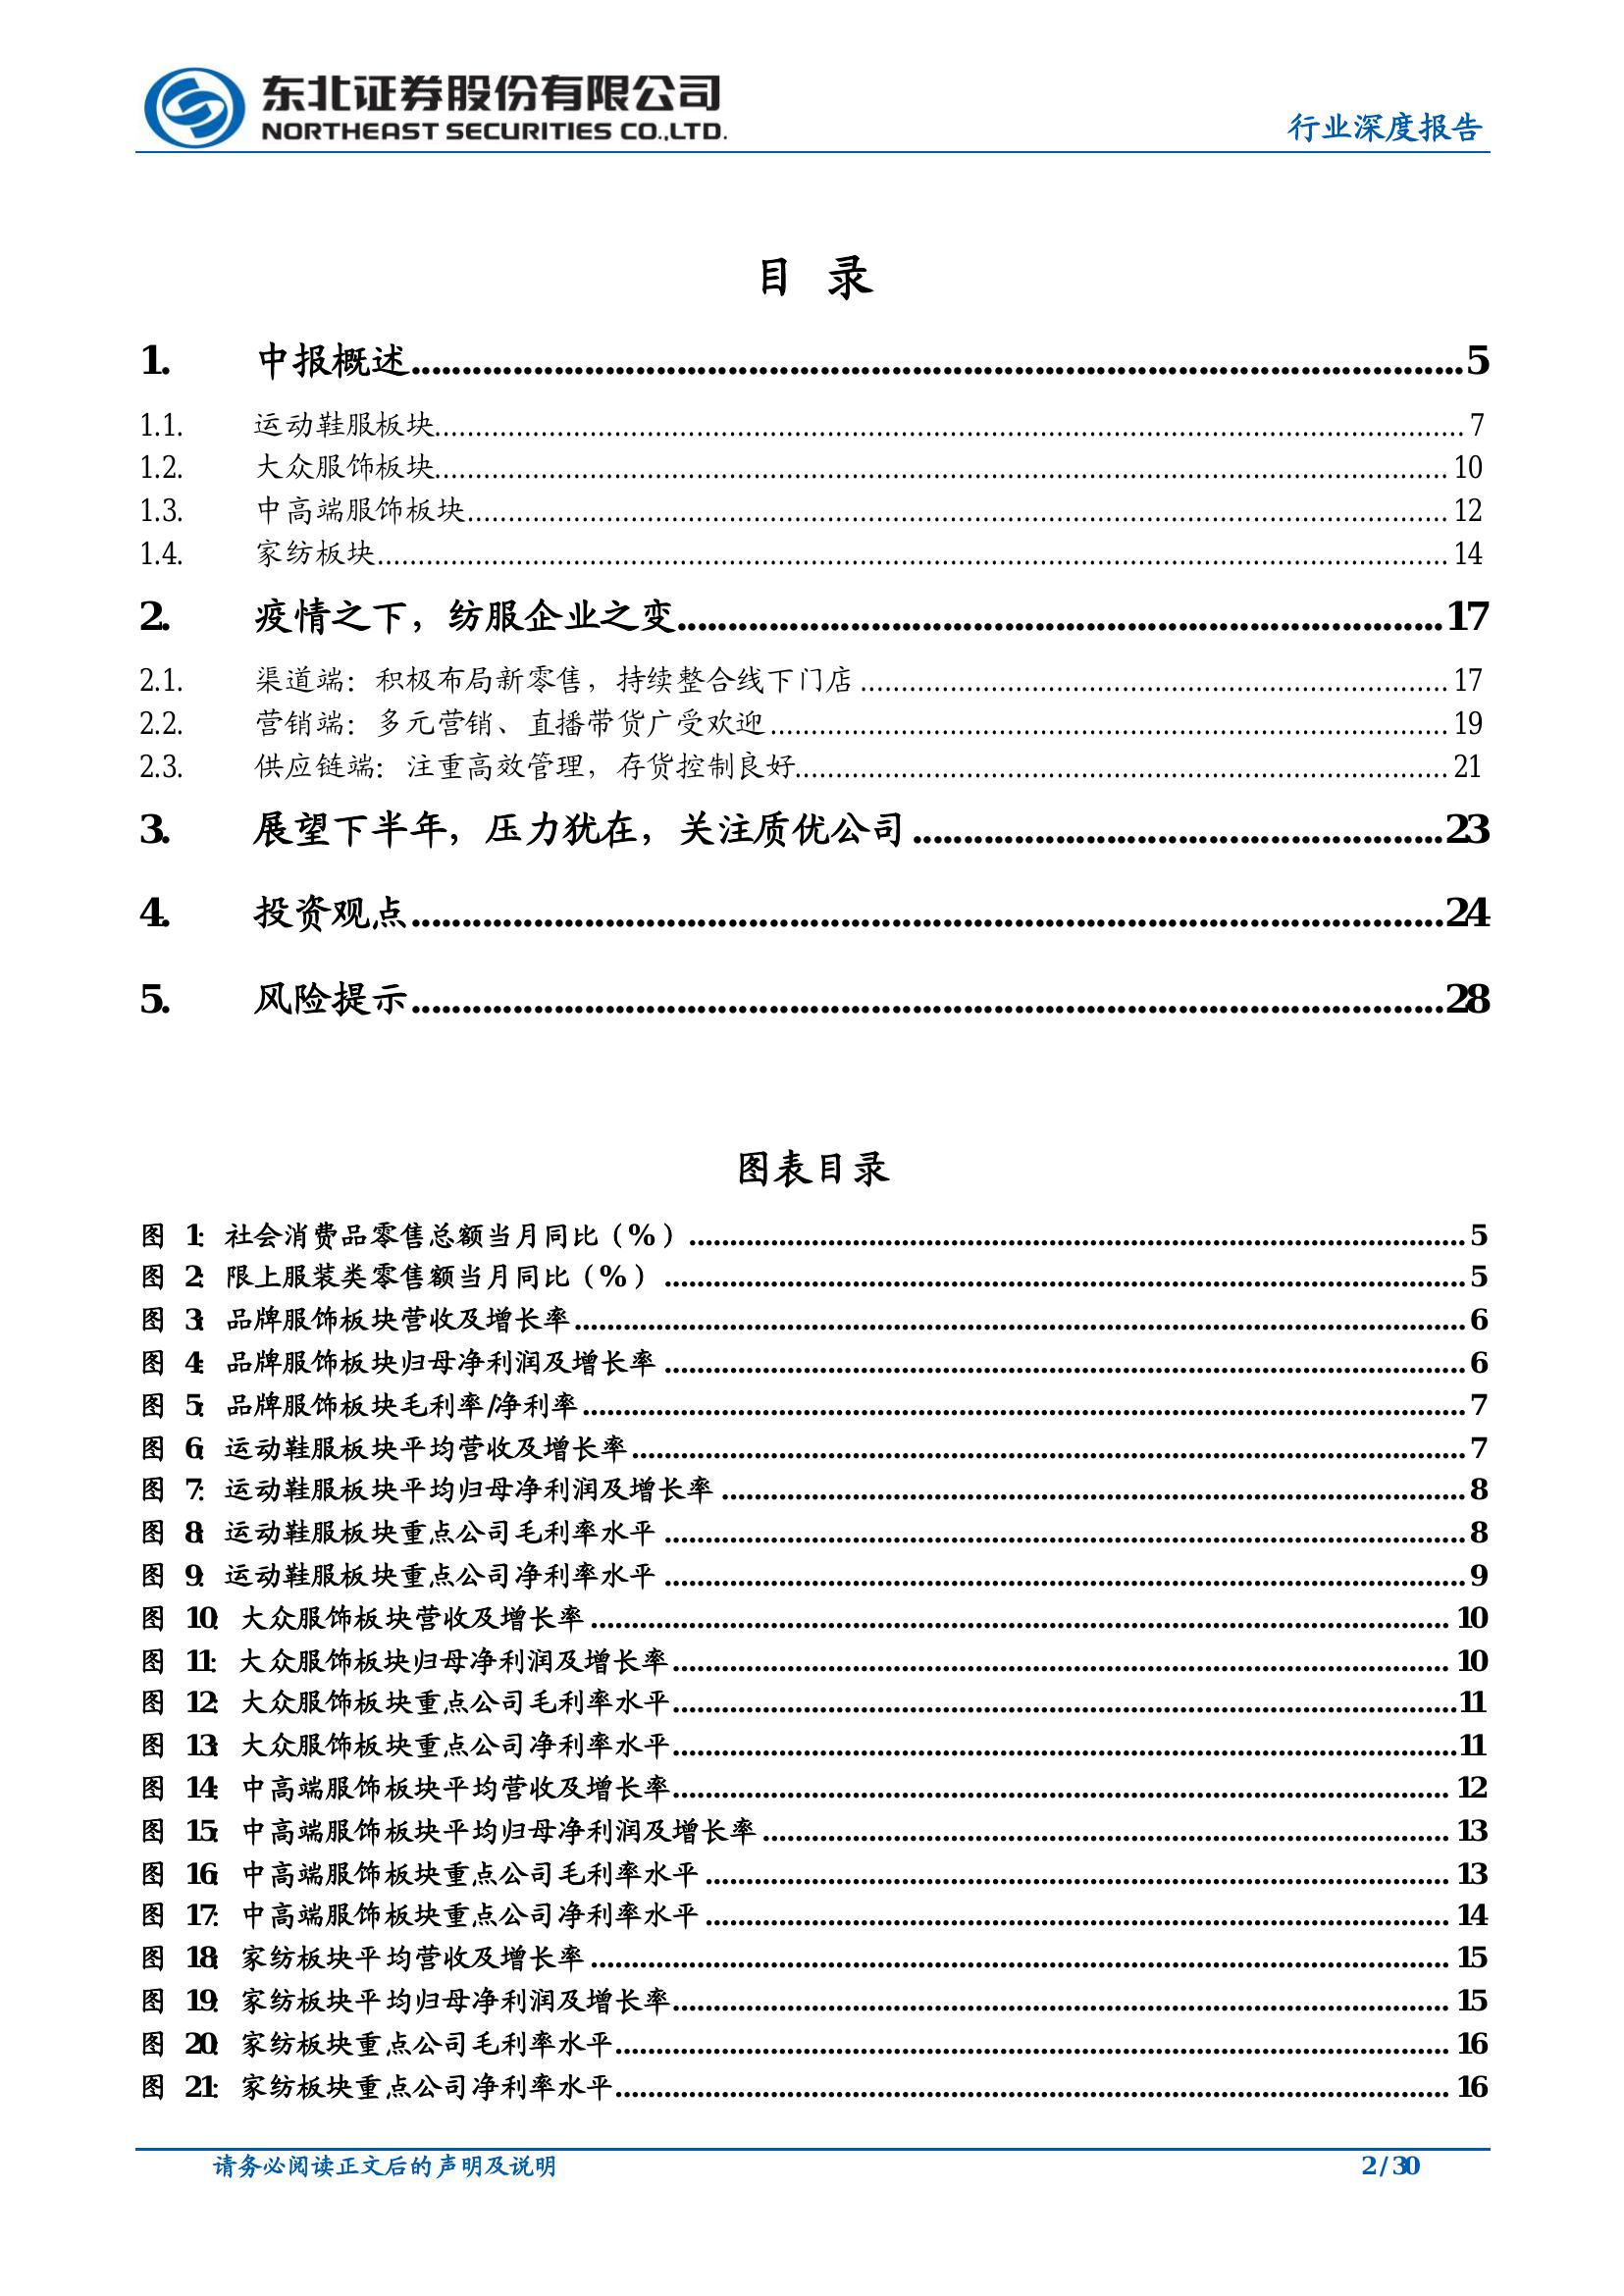 东北证券股份有限公司
NORTHEAST SECURITIES CO.,LTD.
行业深度报告
目 录
1. 中报概述 5
1.1. 运动鞋服板块 7
1.2. 大众服饰板块 10
1.3. 中高端服饰板块 12
1.4. 家纺板块 14
2. 疫情之下，纺服企业之变 17
2.1. 渠道端：积极布局新零售，持续整合线下门店 17
2.2. 营销端：多元营销、直播带货广受欢迎 19
2.3. 供应链端：注重高效管理，存货控制良好 21
3. 展望下半年，压力犹在，关注质优公司 23
4. 投资观点 24
5. 风险提示 28
图表目录
图 1：社会消费品零售总额当月同比（%） 5
图 2：限上服装类零售额当月同比（%） 5
图 3：品牌服饰板块营收及增长率 6
图 4：品牌服饰板块归母净利润及增长率 6
图 5：品牌服饰板块毛利率/净利率 7
图 6：运动鞋服板块平均营收及增长率 7
图 7：运动鞋服板块平均归母净利润及增长率 8
图 8：运动鞋服板块重点公司毛利率水平 8
图 9：运动鞋服板块重点公司净利率水平 9
图 10：大众服饰板块营收及增长率 10
图 11：大众服饰板块归母净利润及增长率 10
图 12：大众服饰板块重点公司毛利率水平 11
图 13：大众服饰板块重点公司净利率水平 11
图 14：中高端服饰板块平均营收及增长率 12
图 15：中高端服饰板块平均归母净利润及增长率 13
图 16：中高端服饰板块重点公司毛利率水平 13
图 17：中高端服饰板块重点公司净利率水平 14
图 18：家纺板块平均营收及增长率 15
图 19：家纺板块平均归母净利润及增长率 15
图 20：家纺板块重点公司毛利率水平 16
图 21：家纺板块重点公司净利率水平 16
请务必阅读正文后的声明及说明 2 / 30